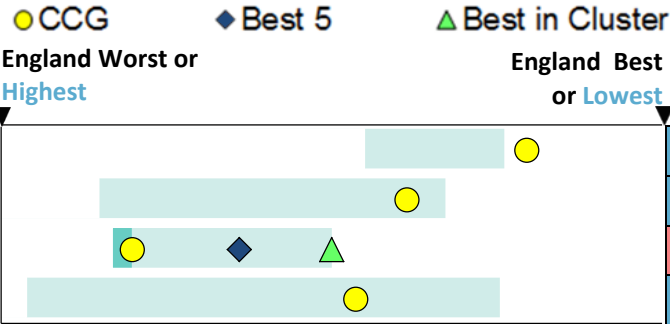 CCG Best 5 Best in Cluster
England Worst or England Best
Highest or Lowest